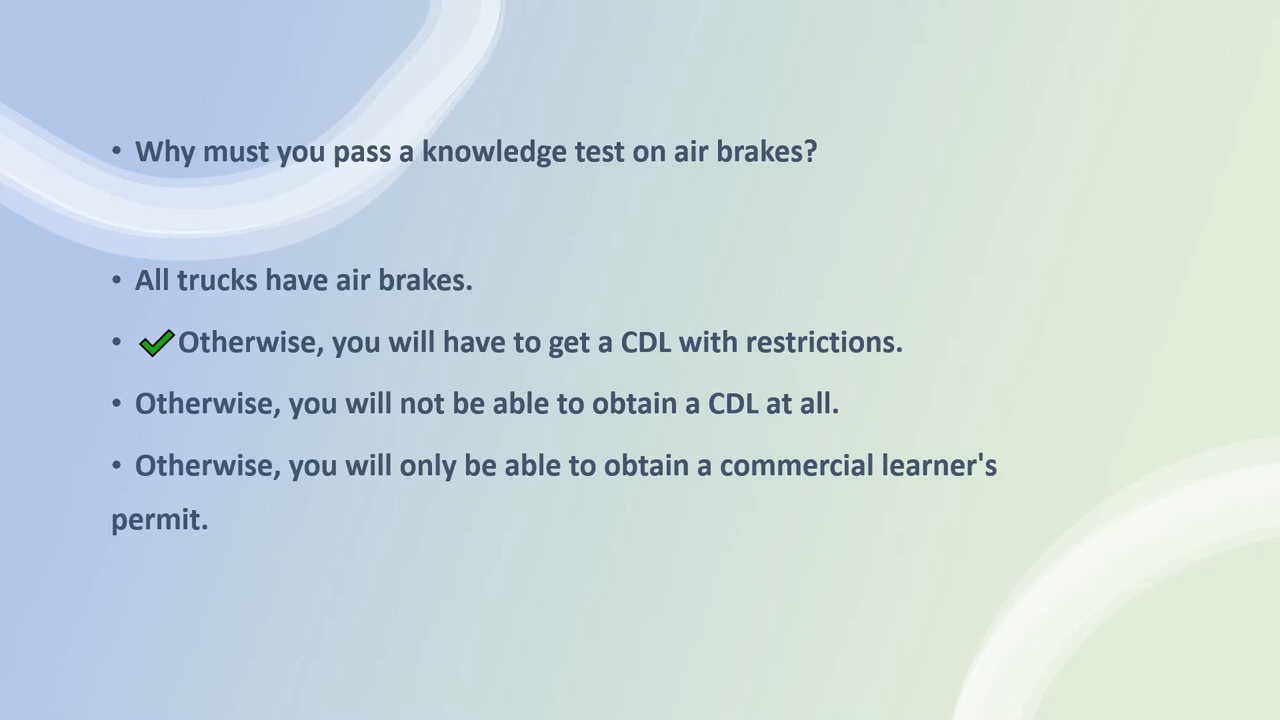 • Why must you pass a knowledge test on air brakes?
• All trucks have air brakes.
• ✔Otherwise, you will have to get a CDL with restrictions.
• Otherwise, you will not be able to obtain a CDL at all.
• Otherwise, you will only be able to obtain a commercial learner's
permit.